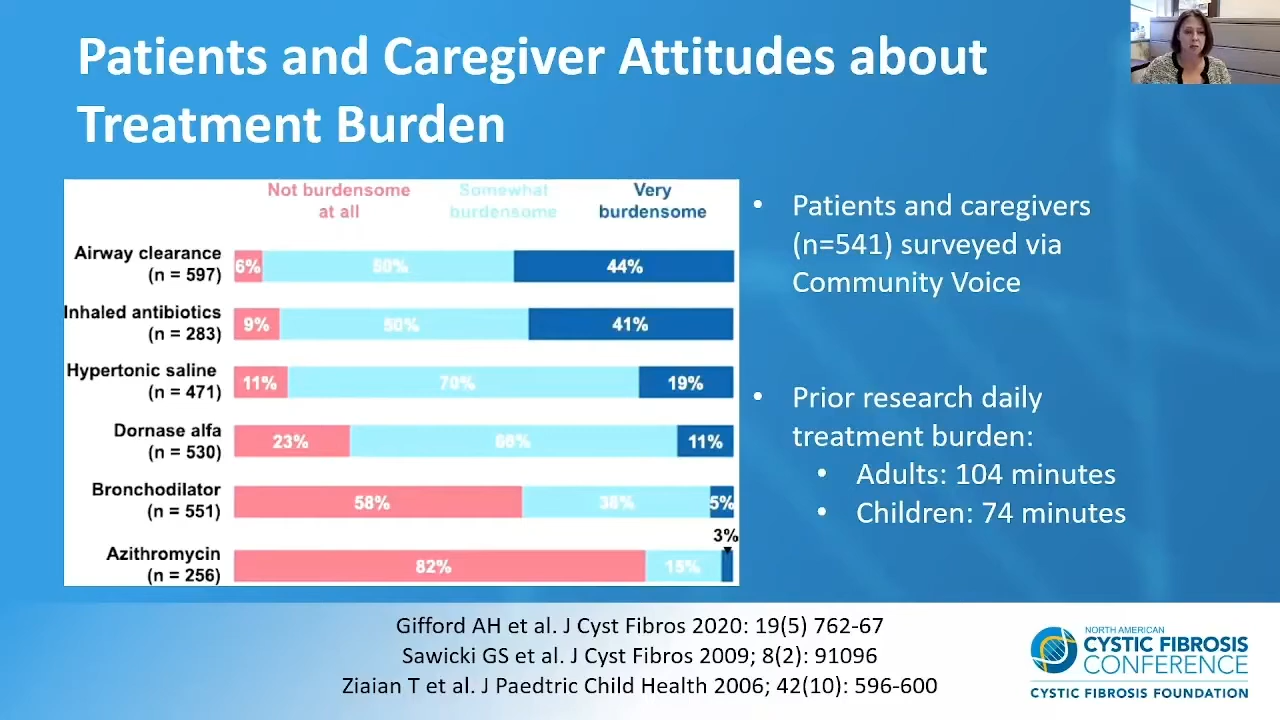 Patients and Caregiver Attitudes about
Treatment Burden
Not burdensome
at all
Somewhat
burdensome
Very
burdensome
Airway clearance
(n = 597)
6% 50% 44%
Inhaled antibiotics
(n = 283)
9% 50% 41%
Hypertonic saline
(n = 471)
11% 70% 19%
Dornase alfa
(n = 530)
23% 66% 11%
Bronchodilator
(n = 551)
58% 38% 5%
Azithromycin
(n = 256)
82% 15% 3%
• Patients and caregivers
(n=541) surveyed via
Community Voice
• Prior research daily
treatment burden:
• Adults: 104 minutes
• Children: 74 minutes
Gifford AH et al. J Cyst Fibros 2020: 19(5) 762-67
Sawicki GS et al. J Cyst Fibros 2009; 8(2): 91096
Ziaian T et al. J Paedtric Child Health 2006; 42(10): 596-600
NORTH AMERICAN
CYSTIC FIBROSIS
CONFERENCE
CYSTIC FIBROSIS FOUNDATION